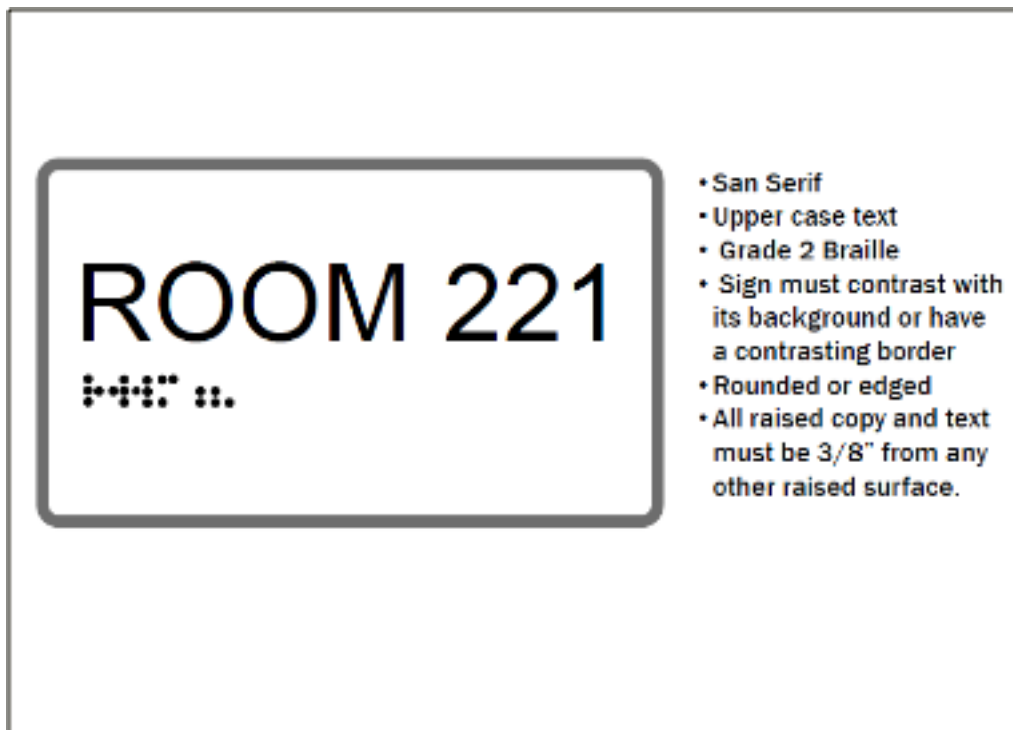 ROOM 221
• San Serif
• Upper case text
• Grade 2 Braille
• Sign must contrast with
its background or have
a contrasting border
• Rounded or edged
• All raised copy and text
must be 3/8" from any
other raised surface.